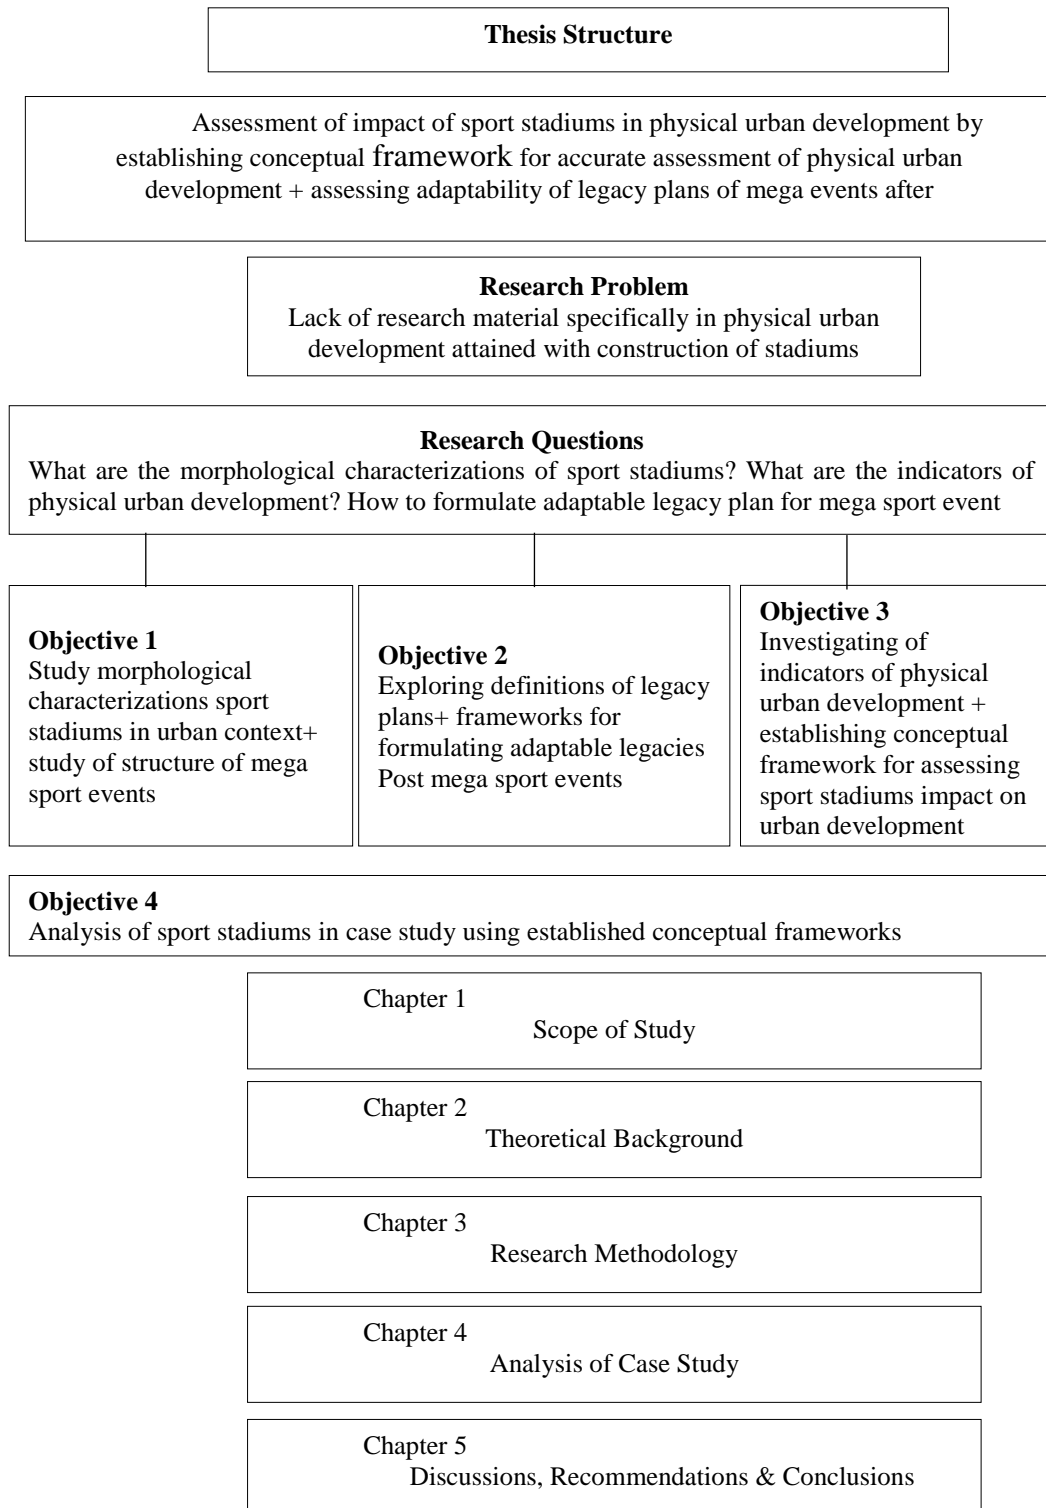 Thesis Structure
Assessment of impact of sport stadiums in physical urban development by
establishing conceptual framework for accurate assessment of physical urban
development + assessing adaptability of legacy plans of mega events after
Research Problem
Lack of research material specifically in physical urban
development attained with construction of stadiums
Research Questions
What are the morphological characterizations of sport stadiums? What are the indicators of
physical urban development? How to formulate adaptable legacy plan for mega sport event
Objective 1
Study morphological
characterizations sport
stadiums in urban context+
study of structure of mega
sport events
Objective 2
Exploring definitions of legacy
plans+ frameworks for
formulating adaptable legacies
Post mega sport events
Objective 3
Investigating of
indicators of physical
urban development +
establishing conceptual
framework for assessing
sport stadiums impact on
urban development
Objective 4
Analysis of sport stadiums in case study using established conceptual frameworks
Chapter 1
Scope of Study
Chapter 2
Theoretical Background
Chapter 3
Research Methodology
Chapter 4
Analysis of Case Study
Chapter 5
Discussions, Recommendations & Conclusions